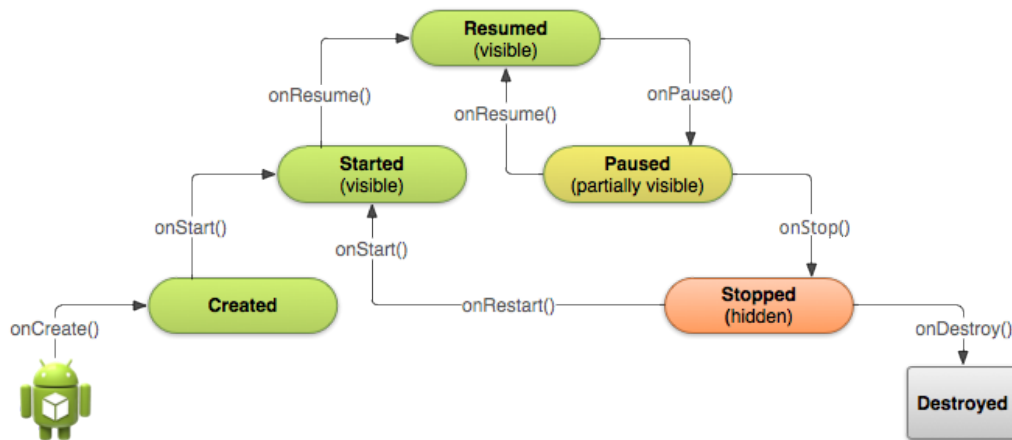 Resumed
(visible)
onResume()
onResume()
onPause()
Started
(visible)
Paused
(partially visible)
onStart()
onStart()
onStop()
Created
onRestart()
Stopped
(hidden)
onCreate()
onDestroy()
Destroyed